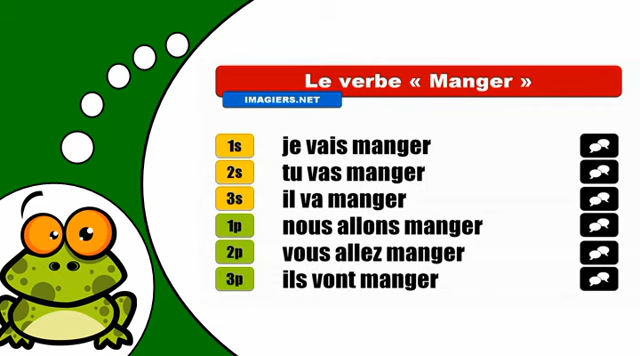 Le verbe « Manger »
IMAGIERS.NET
1s je vais manger
2s tu vas manger
3s il va manger
1p nous allons manger
2p vous allez manger
3p ils vont manger